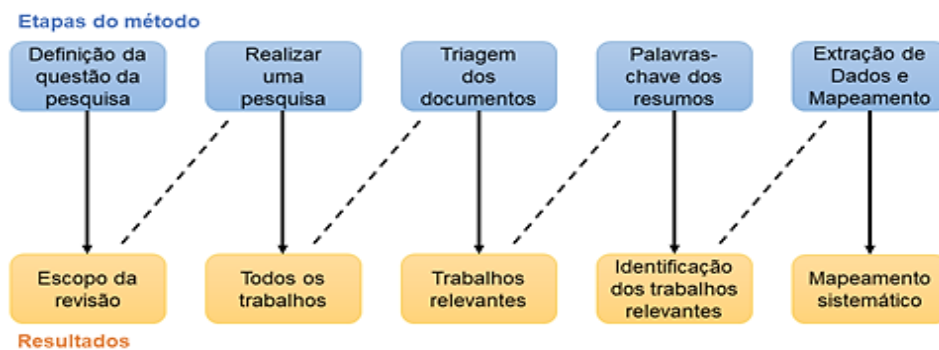 Etapas do método
Definição da
questão da
pesquisa
Realizar
uma
pesquisa
Triagem
dos
documentos
Palavras-
chave dos
resumos
Extração de
Dados e
Mapeamento
Escopo da
revisão
Todos os
trabalhos
Trabalhos
relevantes
Identificação
dos trabalhos
relevantes
Mapeamento
sistemático
Resultados